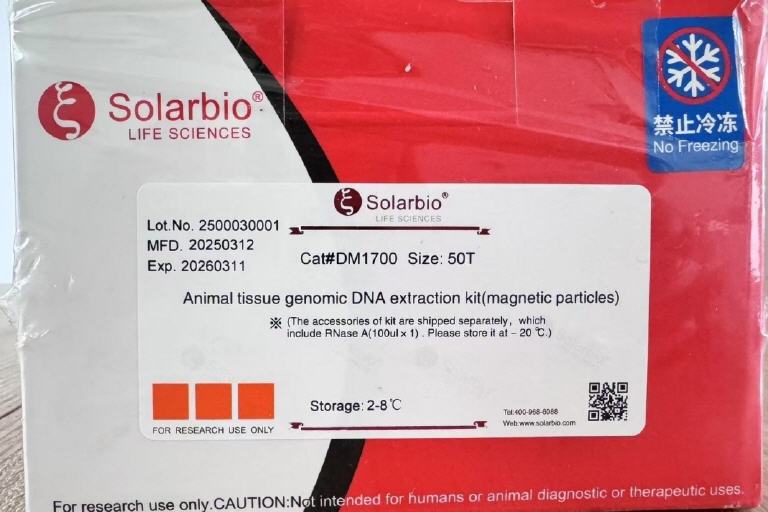 Solarbio®
LIFE SCIENCES
禁止冷冻
No Freezing
Solarbio®
LIFE SCIENCES
Lot.No. 2500030001
MFD. 20250312
Exp. 20260311
Cat#DM1700 Size: 50T
Animal tissue genomic DNA extraction kit(magnetic particles)
※ (The accessories of kit are shipped separately, which
include RNase A(100ul x 1) . Please store it at – 20 ℃.)
Storage: 2-8℃
FOR RESEARCH USE ONLY
Tel:400-968-6088
Web:www.solarbio.com
For research use only.CAUTION:Not intended for humans or animal diagnostic or therapeutic uses.